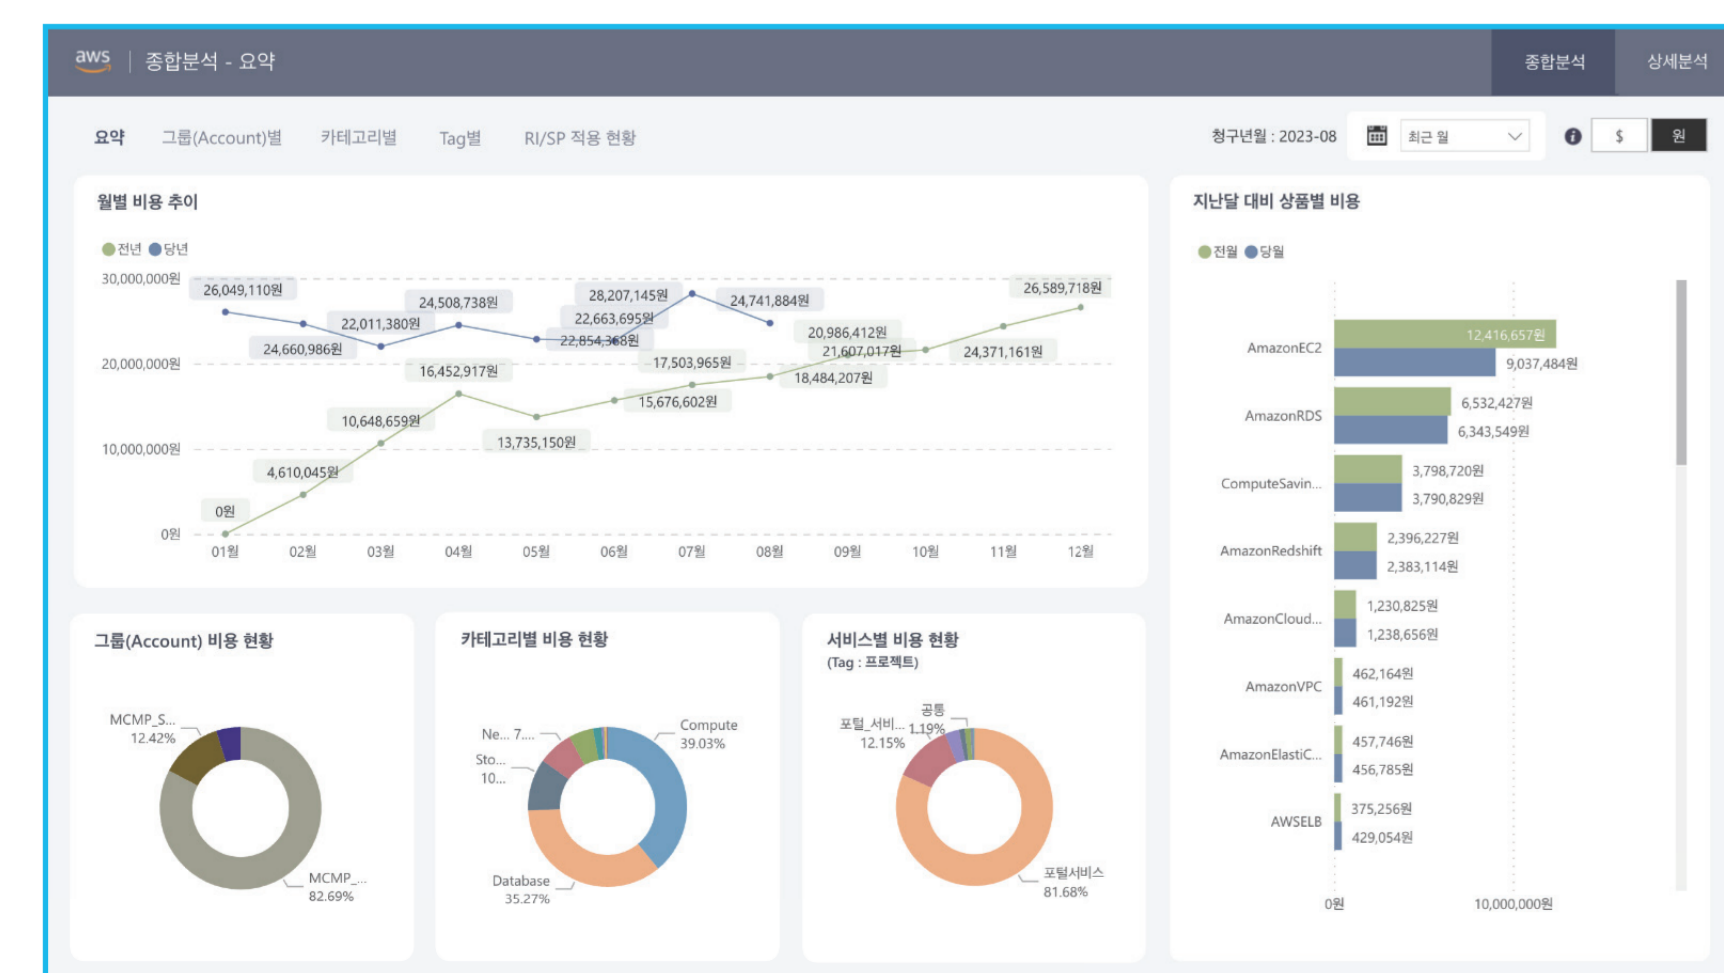 aws 종합분석 - 요약 종합분석 상세분석
요약 그룹(Account)별 카테고리별 Tag별 RI/SP 적용 현황 청구년월 : 2023-08 최근 월 $ 원
월별 비용 추이
전년 당년
30,000,000원
20,000,000원
10,000,000원
0원
26,049,110원
24,660,986원
22,011,380원
24,508,738원
22,854,368원
22,663,695원
28,207,145원
24,741,884원
0원
4,610,045원
10,648,659원
16,452,917원
13,735,150원
15,676,602원
17,503,965원
18,484,207원
20,986,412원
21,607,017원
24,371,161원
26,589,718원
01월 02월 03월 04월 05월 06월 07월 08월 09월 10월 11월 12월
지난달 대비 상품별 비용
전월 당월
AmazonEC2
12,416,657원
9,037,484원
AmazonRDS
6,532,427원
6,343,549원
ComputeSavin...
3,798,720원
3,790,829원
AmazonRedshift
2,396,227원
2,383,114원
AmazonCloud...
1,230,825원
1,238,656원
AmazonVPC
462,164원
461,192원
AmazonElastiC...
457,746원
456,785원
AWSELB
375,256원
429,054원
0원 10,000,000원
그룹(Account) 비용 현황
MCMP_S...
12.42%
MCMP_...
82.69%
카테고리별 비용 현황
Ne... 7....
Sto...
10...
Compute
39.03%
Database
35.27%
서비스별 비용 현황
(Tag : 프로젝트)
공통
1.19%
포털_서비...
12.15%
포털서비스
81.68%